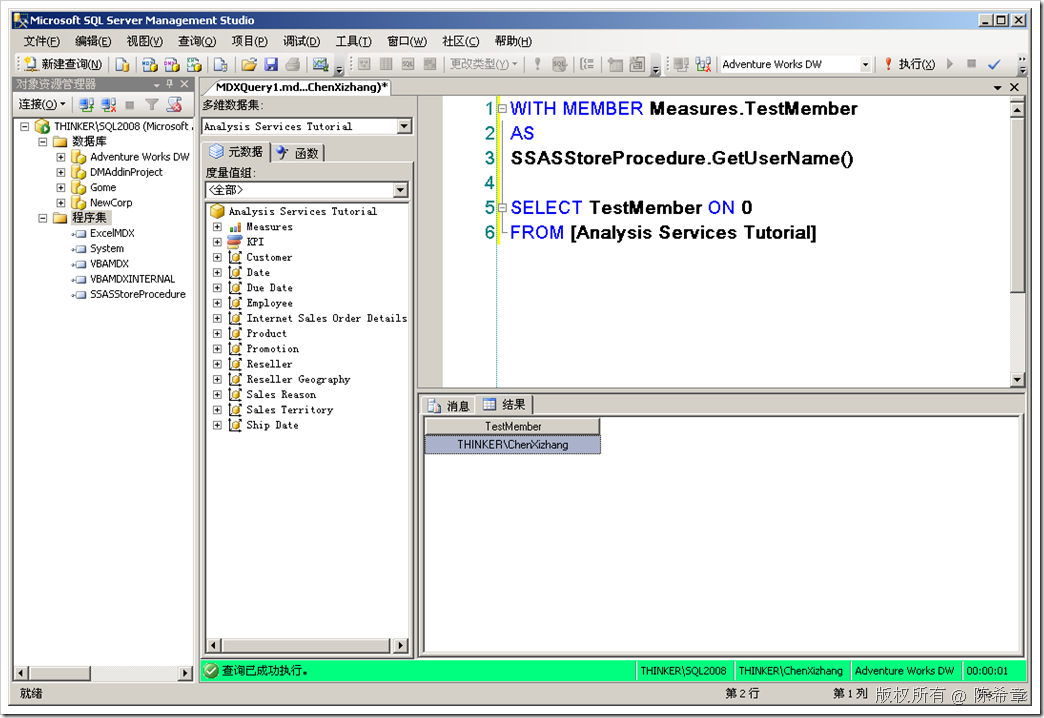 Microsoft SQL Server Management Studio
文件(F) 编辑(E) 视图(V) 查询(Q) 项目(P) 调试(D) 工具(T) 窗口(W) 社区(C) 帮助(H)
新建查询(N) 更改类型(Y) Adventure Works DW 执行(X)
对象资源管理器
连接(O)
THINKER\SQL2008 (Microsoft
数据库
Adventure Works DW
DMAddinProject
Gome
NewCorp
程序集
ExcelMDX
System
VBAMDX
VBAMDXINTERNAL
SSASStoreProcedure
MDXQuery1.md...ChenXizhang)*
多维数据集:
Analysis Services Tutorial
元数据 函数
度量值组:
<全部>
Analysis Services Tutorial
Measures
KPI
Customer
Date
Due Date
Employee
Internet Sales Order Details
Product
Promotion
Reseller
Reseller Geography
Sales Reason
Sales Territory
Ship Date
1 WITH MEMBER Measures.TestMember
2 AS
3 SSASStoreProcedure.GetUserName()
4
5 SELECT TestMember ON 0
6 FROM [Analysis Services Tutorial]
消息 结果
TestMember
THINKER\ChenXizhang
查询已成功执行。 THINKER\SQL2008 THINKER\ChenXizhang Adventure Works DW 00:00:01
就绪 第 2 行 第 1 列
版权所有 @ 陈希章